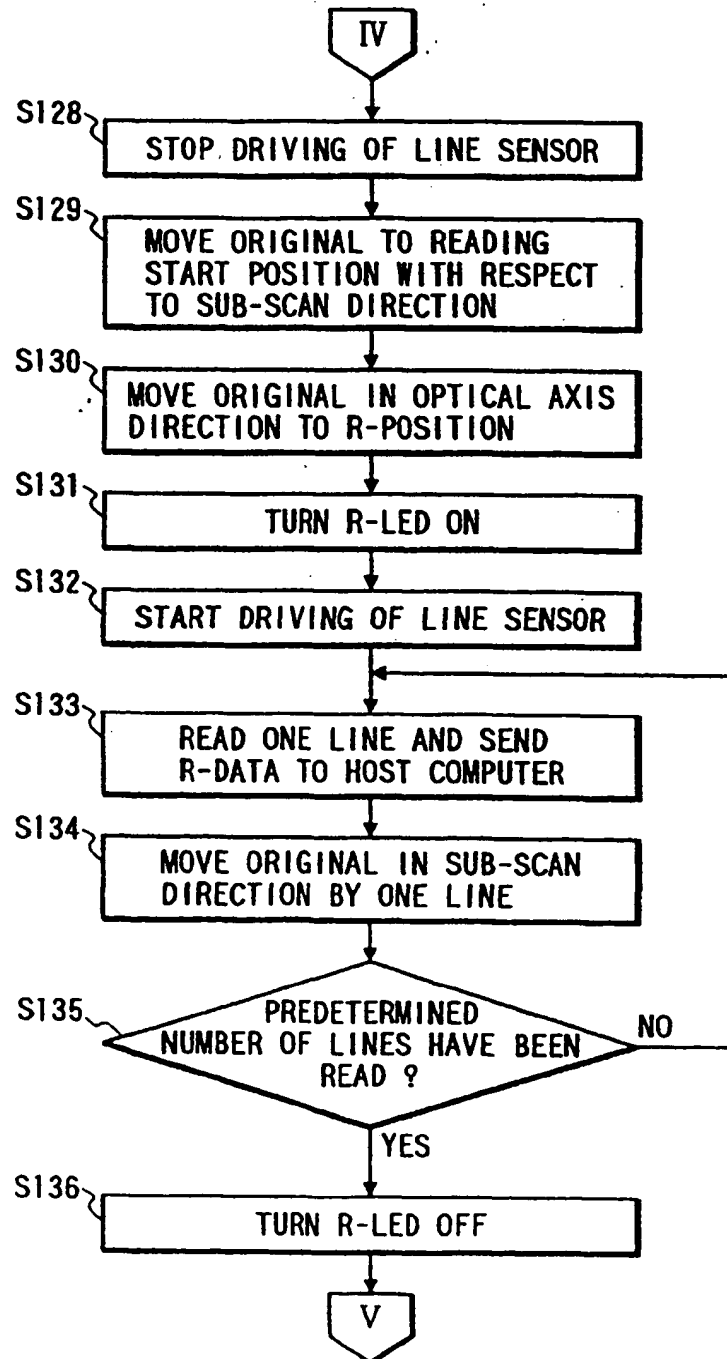 IV
S128
STOP DRIVING OF LINE SENSOR
S129
MOVE ORIGINAL TO READING
START POSITION WITH RESPECT
TO SUB-SCAN DIRECTION
S130
MOVE ORIGINAL IN OPTICAL AXIS
DIRECTION TO R-POSITION
S131
TURN R-LED ON
S132
START DRIVING OF LINE SENSOR
S133
READ ONE LINE AND SEND
R-DATA TO HOST COMPUTER
S134
MOVE ORIGINAL IN SUB-SCAN
DIRECTION BY ONE LINE
S135
PREDETERMINED
NUMBER OF LINES HAVE BEEN
READ ?
NO
YES
S136
TURN R-LED OFF
V